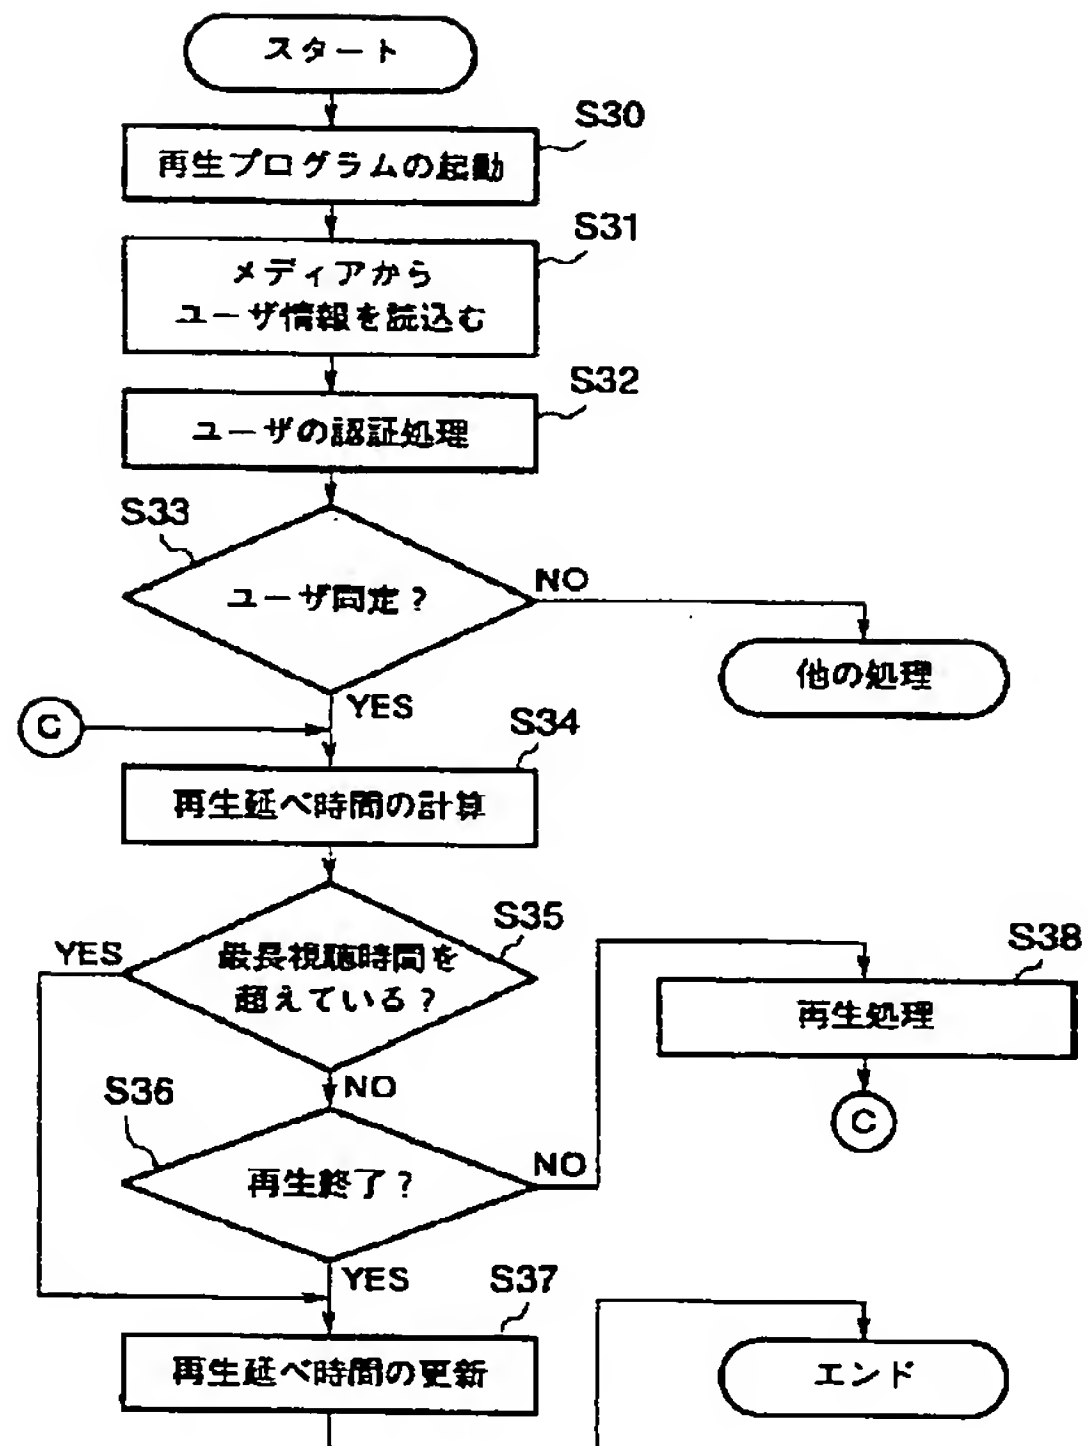 スタート
S30
再生プログラムの起動
S31
メディアから
ユーザ情報を読込む
S32
ユーザの認証処理
S33
ユーザ同定?
NO
他の処理
YES
C
S34
再生延べ時間の計算
S35
YES
最長視聴時間を
超えている?
NO
S38
再生処理
C
S36
再生終了?
NO
YES
S37
再生延べ時間の更新
エンド